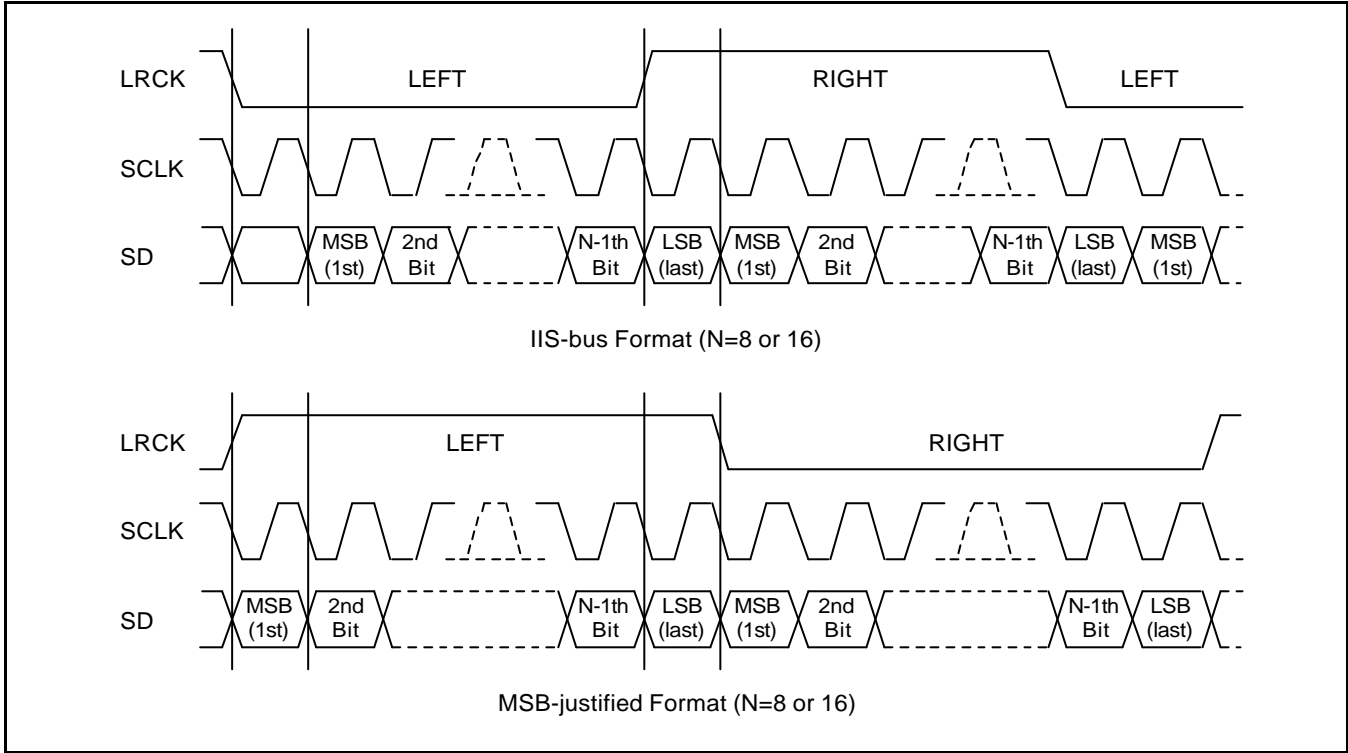 LRCK LEFT RIGHT LEFT
SCLK
SD MSB (1st) 2nd Bit N-1th Bit LSB (last) MSB (1st) 2nd Bit N-1th Bit LSB (last) MSB (1st)
IIS-bus Format (N=8 or 16)
LRCK LEFT RIGHT
SCLK
SD MSB (1st) 2nd Bit N-1th Bit LSB (last) MSB (1st) 2nd Bit N-1th Bit LSB (last)
MSB-justified Format (N=8 or 16)